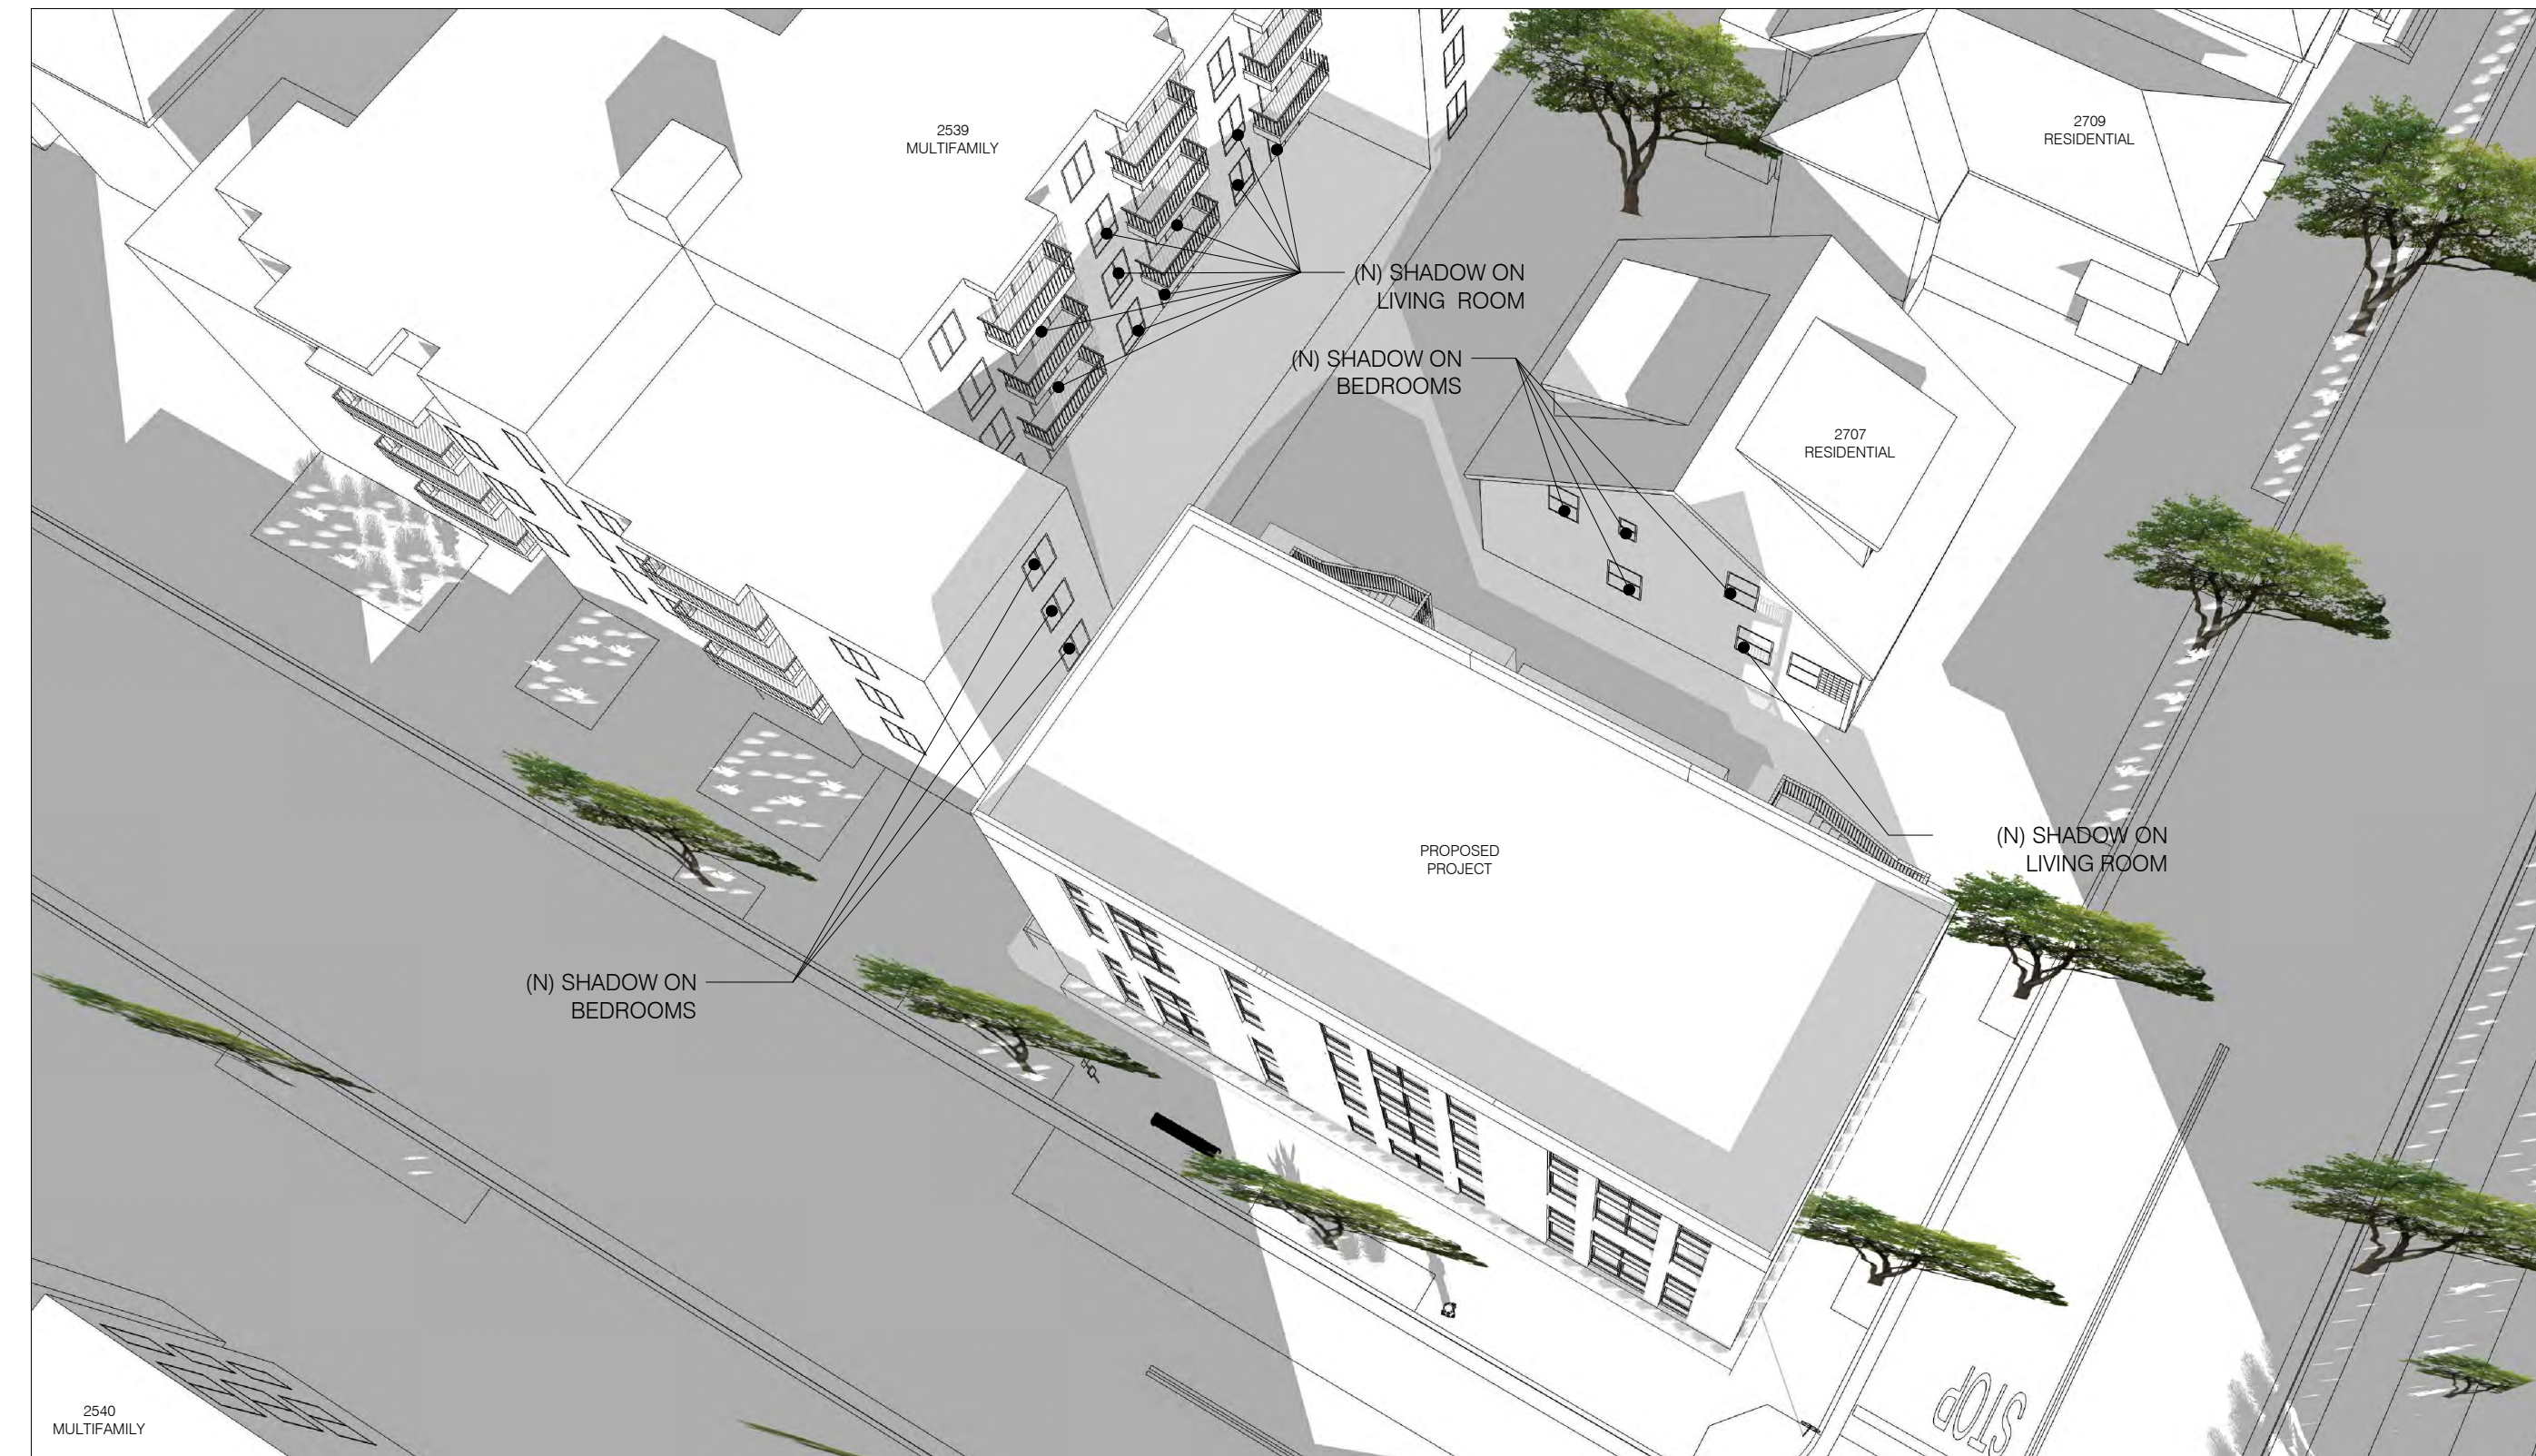 2539
MULTIFAMILY
2709
RESIDENTIAL
(N) SHADOW ON
LIVING ROOM
(N) SHADOW ON
BEDROOMS
2707
RESIDENTIAL
PROPOSED
PROJECT
(N) SHADOW ON
LIVING ROOM
(N) SHADOW ON
BEDROOMS
2540
MULTIFAMILY
STOP